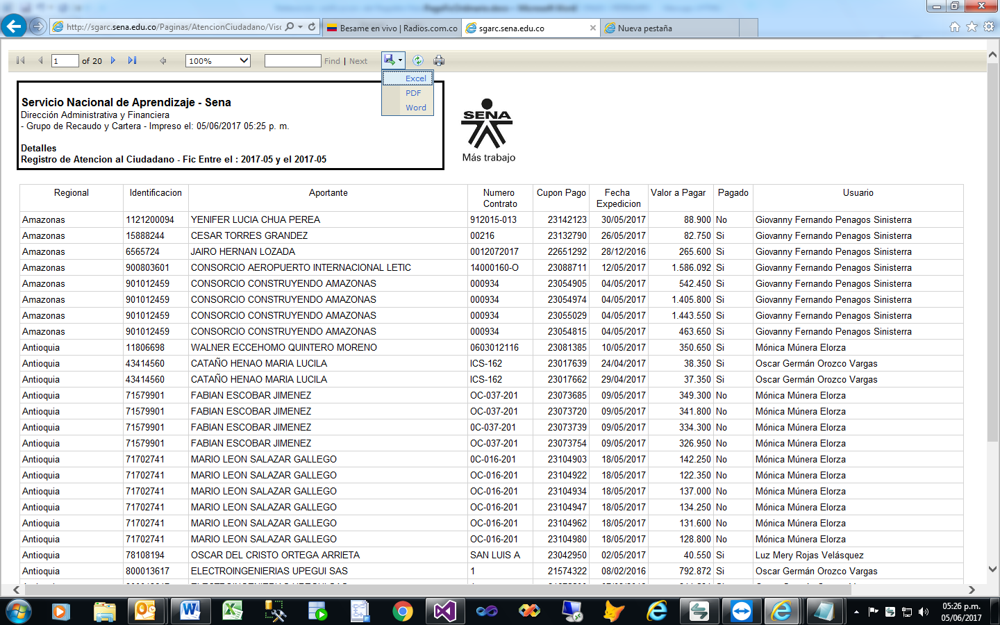 http://sgarc.sena.edu.co/Paginas/AtencionCiudadano/Visc
Besame en vivo | Radios.com.co
sgarc.sena.edu.co
Nueva pestaña
1 of 20
100%
Find | Next
Excel
PDF
Word
Servicio Nacional de Aprendizaje - Sena
Dirección Administrativa y Financiera
- Grupo de Recaudo y Cartera - Impreso el: 05/06/2017 05:25 p. m.
Detalles
Registro de Atencion al Ciudadano - Fic Entre el : 2017-05 y el 2017-05
SENA
Más trabajo
Regional Identificacion Aportante Numero Contrato Cupon Pago Fecha Expedicion Valor a Pagar Pagado Usuario
Amazonas 1121200094 YENIFER LUCIA CHUA PEREA 912015-013 23142123 30/05/2017 88.900 No Giovanny Fernando Penagos Sinisterra
Amazonas 15888244 CESAR TORRES GRANDEZ 00216 23132790 26/05/2017 82.750 Si Giovanny Fernando Penagos Sinisterra
Amazonas 6565724 JAIRO HERNAN LOZADA 0012072017 22651292 28/12/2016 265.600 Si Giovanny Fernando Penagos Sinisterra
Amazonas 900803601 CONSORCIO AEROPUERTO INTERNACIONAL LETIC 14000160-O 23088711 12/05/2017 1.586.092 Si Giovanny Fernando Penagos Sinisterra
Amazonas 901012459 CONSORCIO CONSTRUYENDO AMAZONAS 000934 23054905 04/05/2017 542.450 Si Giovanny Fernando Penagos Sinisterra
Amazonas 901012459 CONSORCIO CONSTRUYENDO AMAZONAS 000934 23054974 04/05/2017 1.405.800 Si Giovanny Fernando Penagos Sinisterra
Amazonas 901012459 CONSORCIO CONSTRUYENDO AMAZONAS 000934 23055029 04/05/2017 1.443.550 Si Giovanny Fernando Penagos Sinisterra
Amazonas 901012459 CONSORCIO CONSTRUYENDO AMAZONAS 000934 23054815 04/05/2017 463.650 Si Giovanny Fernando Penagos Sinisterra
Antioquia 11806698 WALNER ECCEHOMO QUINTERO MORENO 0603012116 23081385 10/05/2017 350.650 Si Mónica Múnera Elorza
Antioquia 43414560 CATAÑO HENAO MARIA LUCILA ICS-162 23017639 24/04/2017 38.350 Si Oscar Germán Orozco Vargas
Antioquia 43414560 CATAÑO HENAO MARIA LUCILA ICS-162 23017662 29/04/2017 37.350 Si Oscar Germán Orozco Vargas
Antioquia 71579901 FABIAN ESCOBAR JIMENEZ OC-037-201 23073685 09/05/2017 349.300 No Mónica Múnera Elorza
Antioquia 71579901 FABIAN ESCOBAR JIMENEZ OC-037-201 23073720 09/05/2017 341.800 No Mónica Múnera Elorza
Antioquia 71579901 FABIAN ESCOBAR JIMENEZ 0C-037-201 23073739 09/05/2017 334.300 No Mónica Múnera Elorza
Antioquia 71579901 FABIAN ESCOBAR JIMENEZ OC-037-201 23073754 09/05/2017 326.950 No Mónica Múnera Elorza
Antioquia 71702741 MARIO LEON SALAZAR GALLEGO 0C-016-201 23104903 18/05/2017 142.250 No Mónica Múnera Elorza
Antioquia 71702741 MARIO LEON SALAZAR GALLEGO OC-016-201 23104922 18/05/2017 122.350 No Mónica Múnera Elorza
Antioquia 71702741 MARIO LEON SALAZAR GALLEGO OC-016-201 23104934 18/05/2017 137.000 No Mónica Múnera Elorza
Antioquia 71702741 MARIO LEON SALAZAR GALLEGO OC-016-201 23104947 18/05/2017 134.250 No Mónica Múnera Elorza
Antioquia 71702741 MARIO LEON SALAZAR GALLEGO OC-016-201 23104962 18/05/2017 131.600 No Mónica Múnera Elorza
Antioquia 71702741 MARIO LEON SALAZAR GALLEGO OC-016-201 23104980 18/05/2017 128.800 No Mónica Múnera Elorza
Antioquia 78108194 OSCAR DEL CRISTO ORTEGA ARRIETA SAN LUIS A 23042950 02/05/2017 40.550 Si Luz Mery Rojas Velásquez
Antioquia 800013617 ELECTROINGENIERIAS UPEGUI SAS 1 21574322 08/02/2016 792.872 Si Oscar Germán Orozco Vargas
05:26 p.m.
05/06/2017